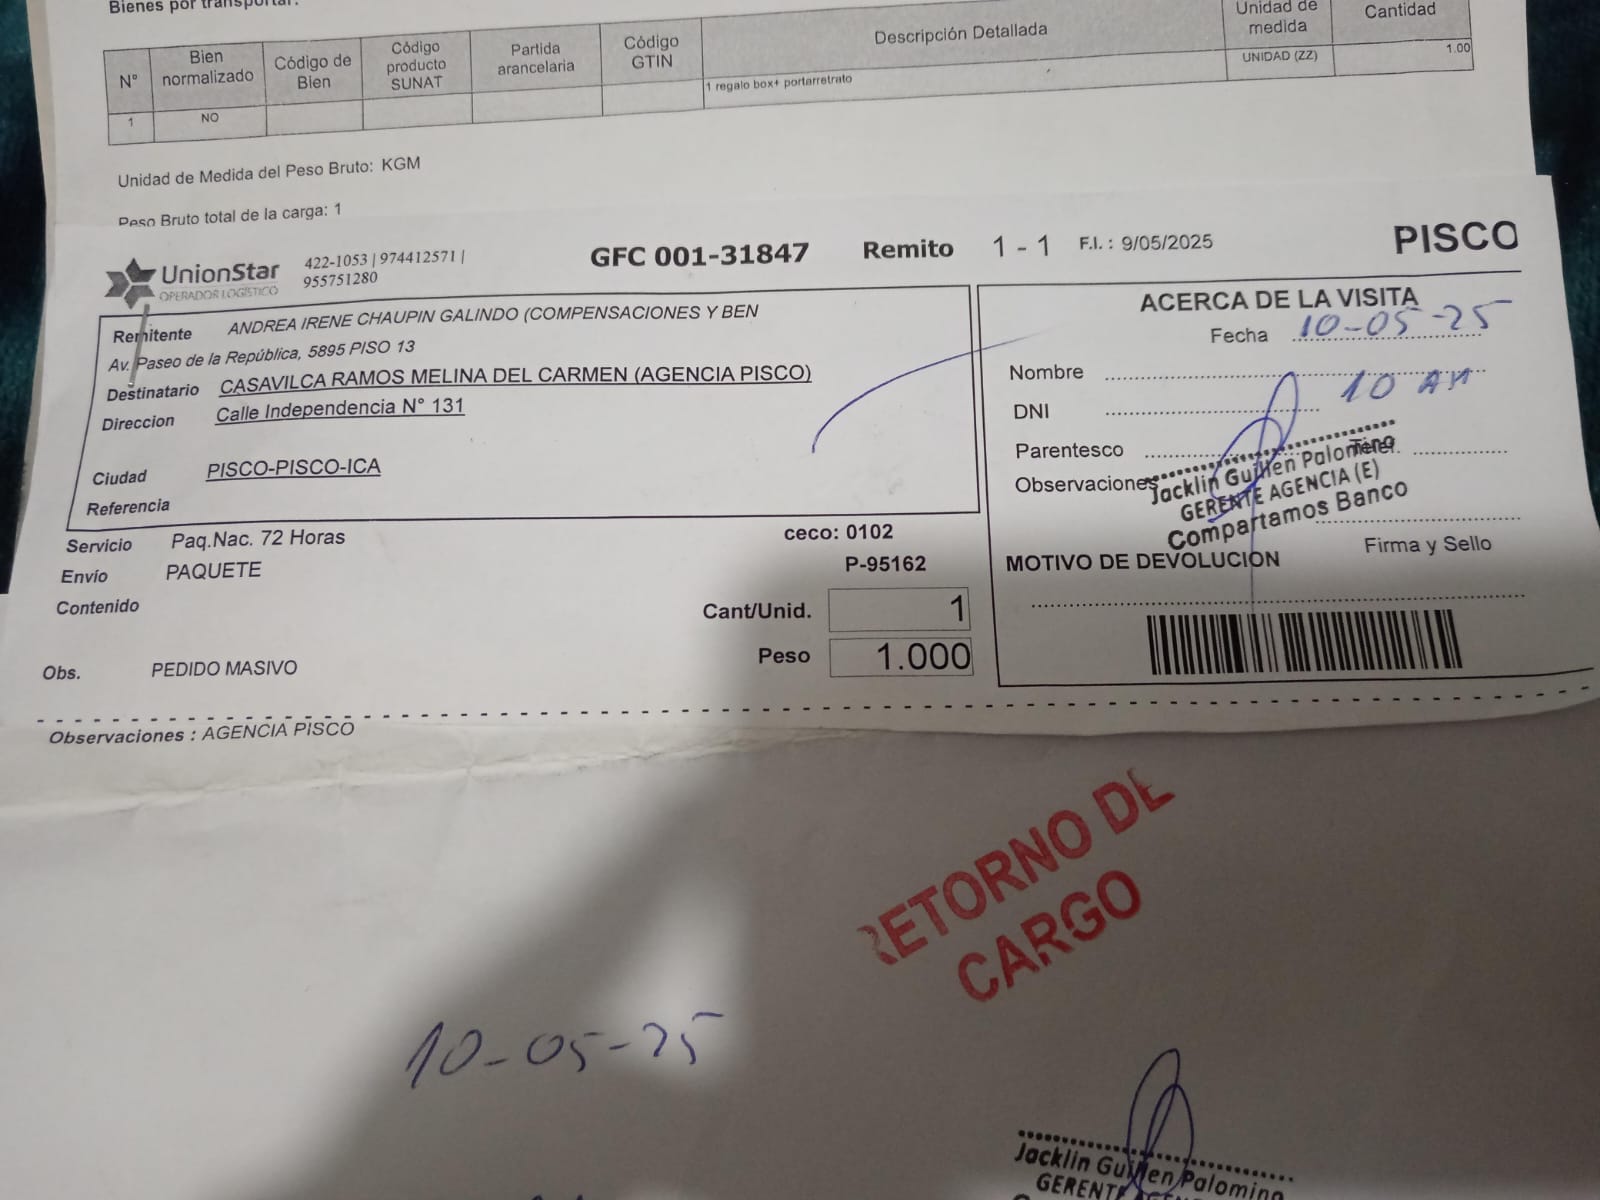 Bienes por transportar:
N° Bien normalizado Código de Bien Código producto SUNAT Partida arancelaria Código GTIN Descripción Detallada Unidad de medida Cantidad
1 NO 1 regalo box+ portarretrato UNIDAD (ZZ) 1.00
Unidad de Medida del Peso Bruto: KGM
Peso Bruto total de la carga: 1
UnionStar
OPERADOR LOGÍSTICO
422-1053 | 974412571 |
955751280
GFC 001-31847 Remito 1 - 1 F.I. : 9/05/2025 PISCO
Remitente ANDREA IRENE CHAUPIN GALINDO (COMPENSACIONES Y BEN
Av. Paseo de la República, 5895 PISO 13
Destinatario CASAVILCA RAMOS MELINA DEL CARMEN (AGENCIA PISCO)
Direccion Calle Independencia N° 131
Ciudad PISCO-PISCO-ICA
Referencia
Servicio Paq.Nac. 72 Horas ceco: 0102
Envío PAQUETE P-95162
Contenido
Cant/Unid. 1
Peso 1.000
Obs. PEDIDO MASIVO
ACERCA DE LA VISITA
Fecha 10-05-25
Nombre
10 AM
DNI
Parentesco Telef.
Observaciones
Jacklin Guillen Palomino
GERENTE AGENCIA (E)
Compartamos Banco
Firma y Sello
MOTIVO DE DEVOLUCIÓN
Observaciones : AGENCIA PISCO
RETORNO DE
CARGO
10-05-25
Jacklin Guillen Palomino